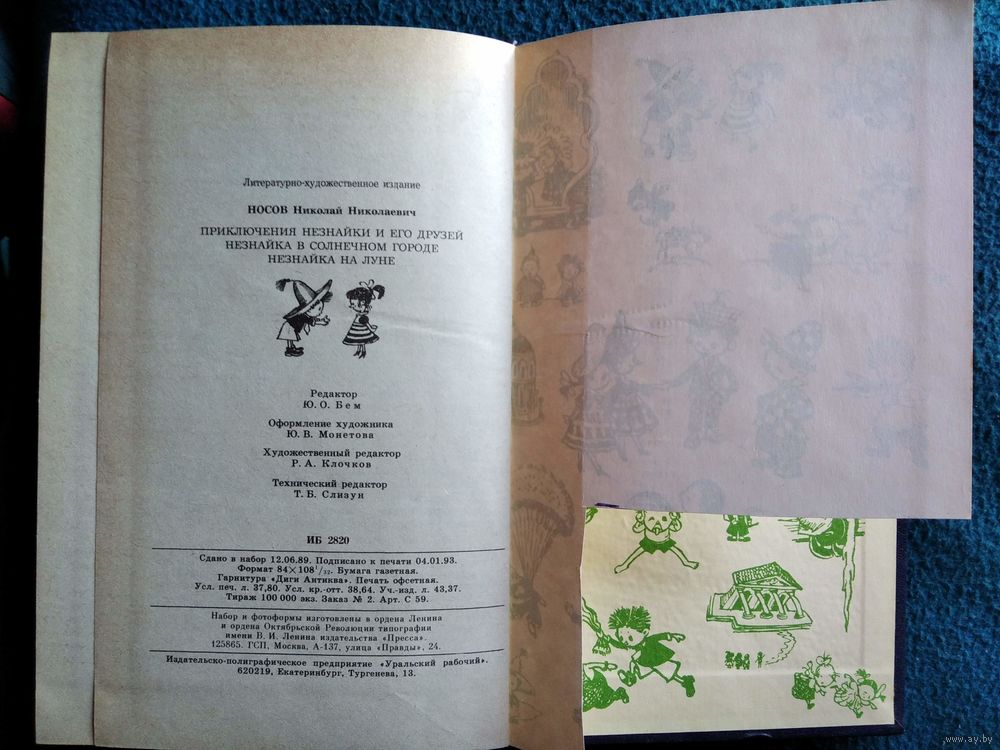 Литературно-художественное издание
НОСОВ Николай Николаевич
ПРИКЛЮЧЕНИЯ НЕЗНАЙКИ И ЕГО ДРУЗЕЙ
НЕЗНАЙКА В СОЛНЕЧНОМ ГОРОДЕ
НЕЗНАЙКА НА ЛУНЕ
Редактор
Ю. О. Бем
Оформление художника
Ю. В. Монетова
Художественный редактор
Р. А. Клочков
Технический редактор
Т. Б. Слизун
ИБ 2820
Сдано в набор 12.06.89. Подписано к печати 04.01.93.
Формат 84×108¹/₃₂. Бумага газетная.
Гарнитура «Диги Антиква». Печать офсетная.
Усл. печ. л. 37,80. Усл. кр.-отт. 38,64. Уч.-изд. л. 43,37.
Тираж 100 000 экз. Заказ № 2. Арт. С 59.
Набор и фотоформы изготовлены в ордена Ленина
и ордена Октябрьской Революции типографии
имени В. И. Ленина издательства «Пресса».
125865. ГСП, Москва, А-137, улица «Правды», 24.
Издательско-полиграфическое предприятие «Уральский рабочий».
620219, Екатеринбург, Тургенева, 13.
www.ay.by